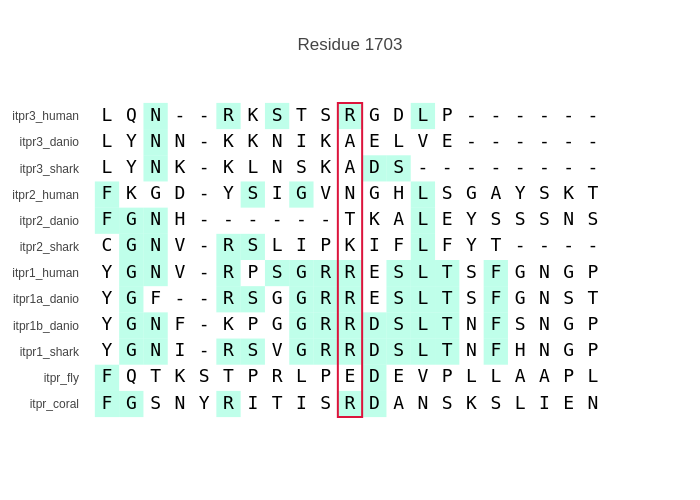 Residue 1703
itpr3_human L Q N - - R K S T S R G D L P - - - - - -
itpr3_danio L Y N N - K K N I K A E L V E - - - - - -
itpr3_shark L Y N K - K L N S K A D S - - - - - - - -
itpr2_human F K G D - Y S I G V N G H L S G A Y S K T
itpr2_danio F G N H - - - - - - T K A L E Y S S S N S
itpr2_shark C G N V - R S L I P K I F L F Y T - - - -
itpr1_human Y G N V - R P S G R R E S L T S F G N G P
itpr1a_danio Y G F - - R S G G R R E S L T S F G N S T
itpr1b_danio Y G N F - K P G G R R D S L T N F S N G P
itpr1_shark Y G N I - R S V G R R D S L T N F H N G P
itpr_fly F Q T K S T P R L P E D E V P L L A A P L
itpr_coral F G S N Y R I T I S R D A N S K S L I E N